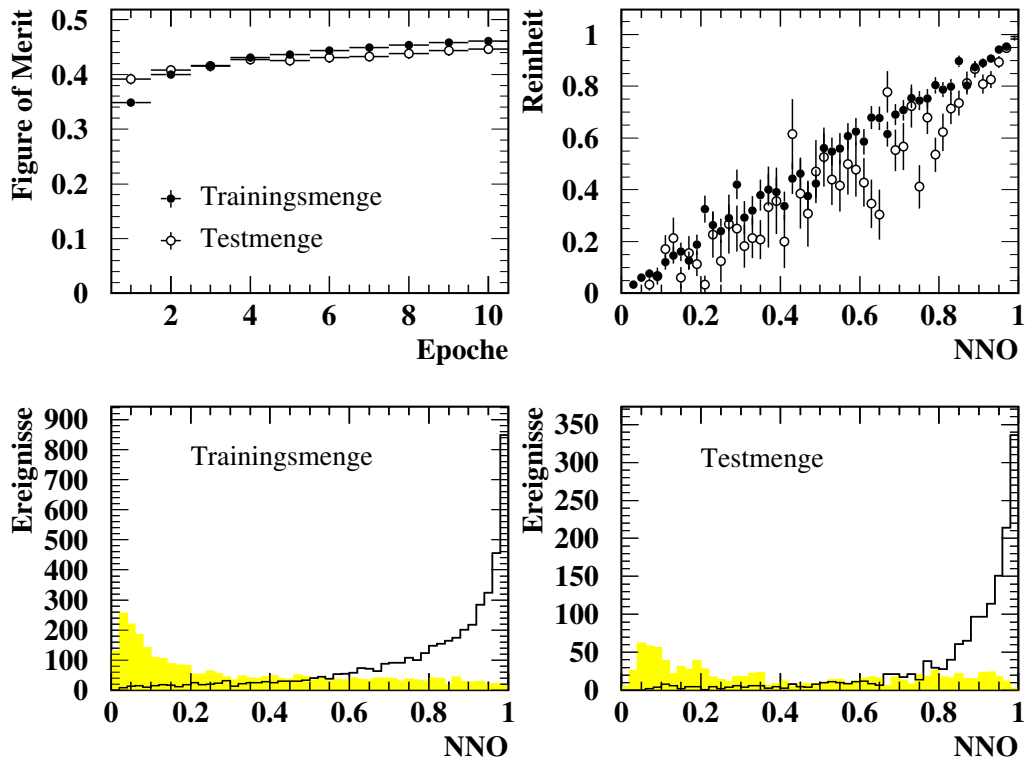 Figure of Merit
0.5
0.4
0.3
0.2
0.1
0
Trainingsmenge
Testmenge
2 4 6 8 10
Epoche
Reinheit
1
0.8
0.6
0.4
0.2
0
0 0.2 0.4 0.6 0.8 1
NNO
Ereignisse
900
800
700
600
500
400
300
200
100
0
Trainingsmenge
0 0.2 0.4 0.6 0.8 1
NNO
Ereignisse
350
300
250
200
150
100
50
0
Testmenge
0 0.2 0.4 0.6 0.8 1
NNO